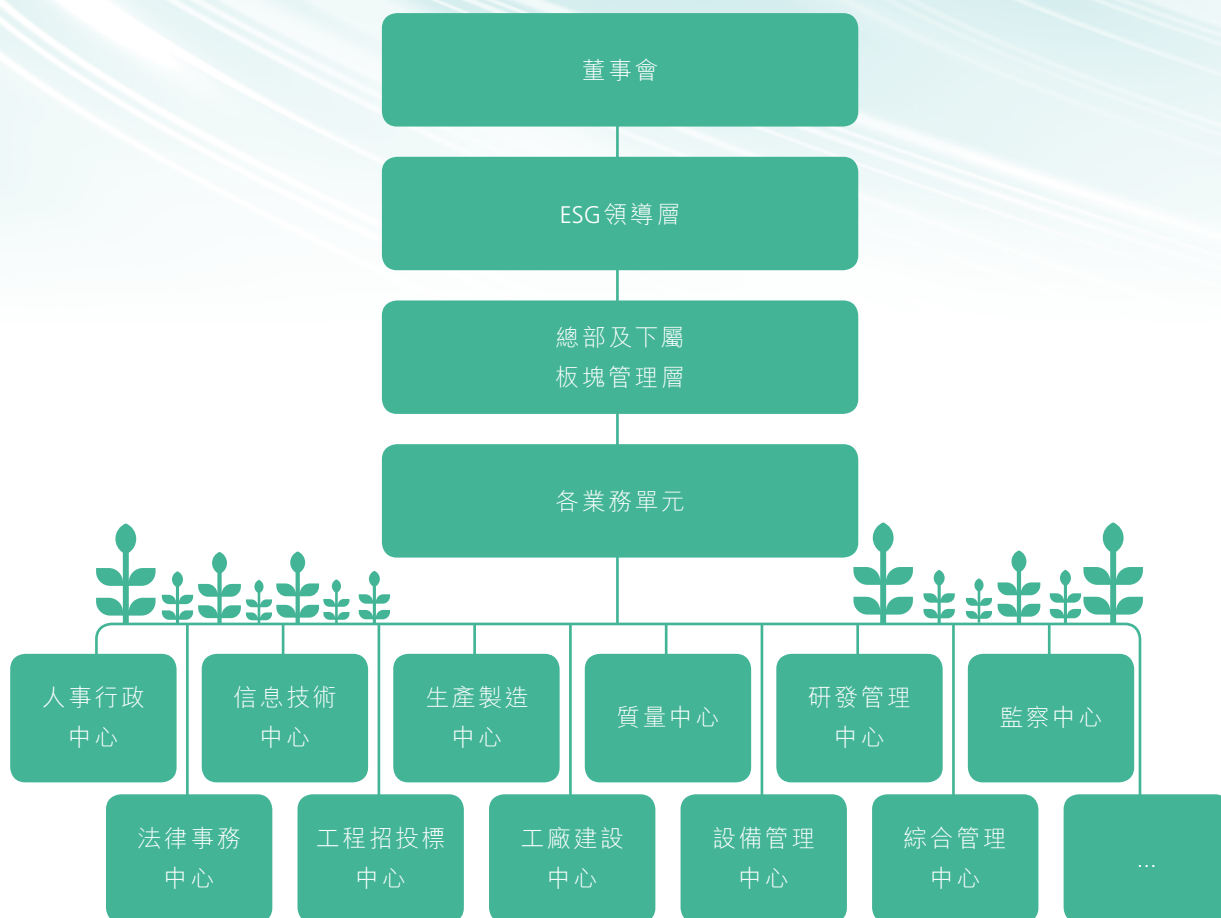 董事會
ESG領導層
總部及下屬
板塊管理層
各業務單元
人事行政
中心
信息技術
中心
生產製造
中心
質量中心
研發管理
中心
監察中心
法律事務
中心
工程招投標
中心
工廠建設
中心
設備管理
中心
綜合管理
中心
...